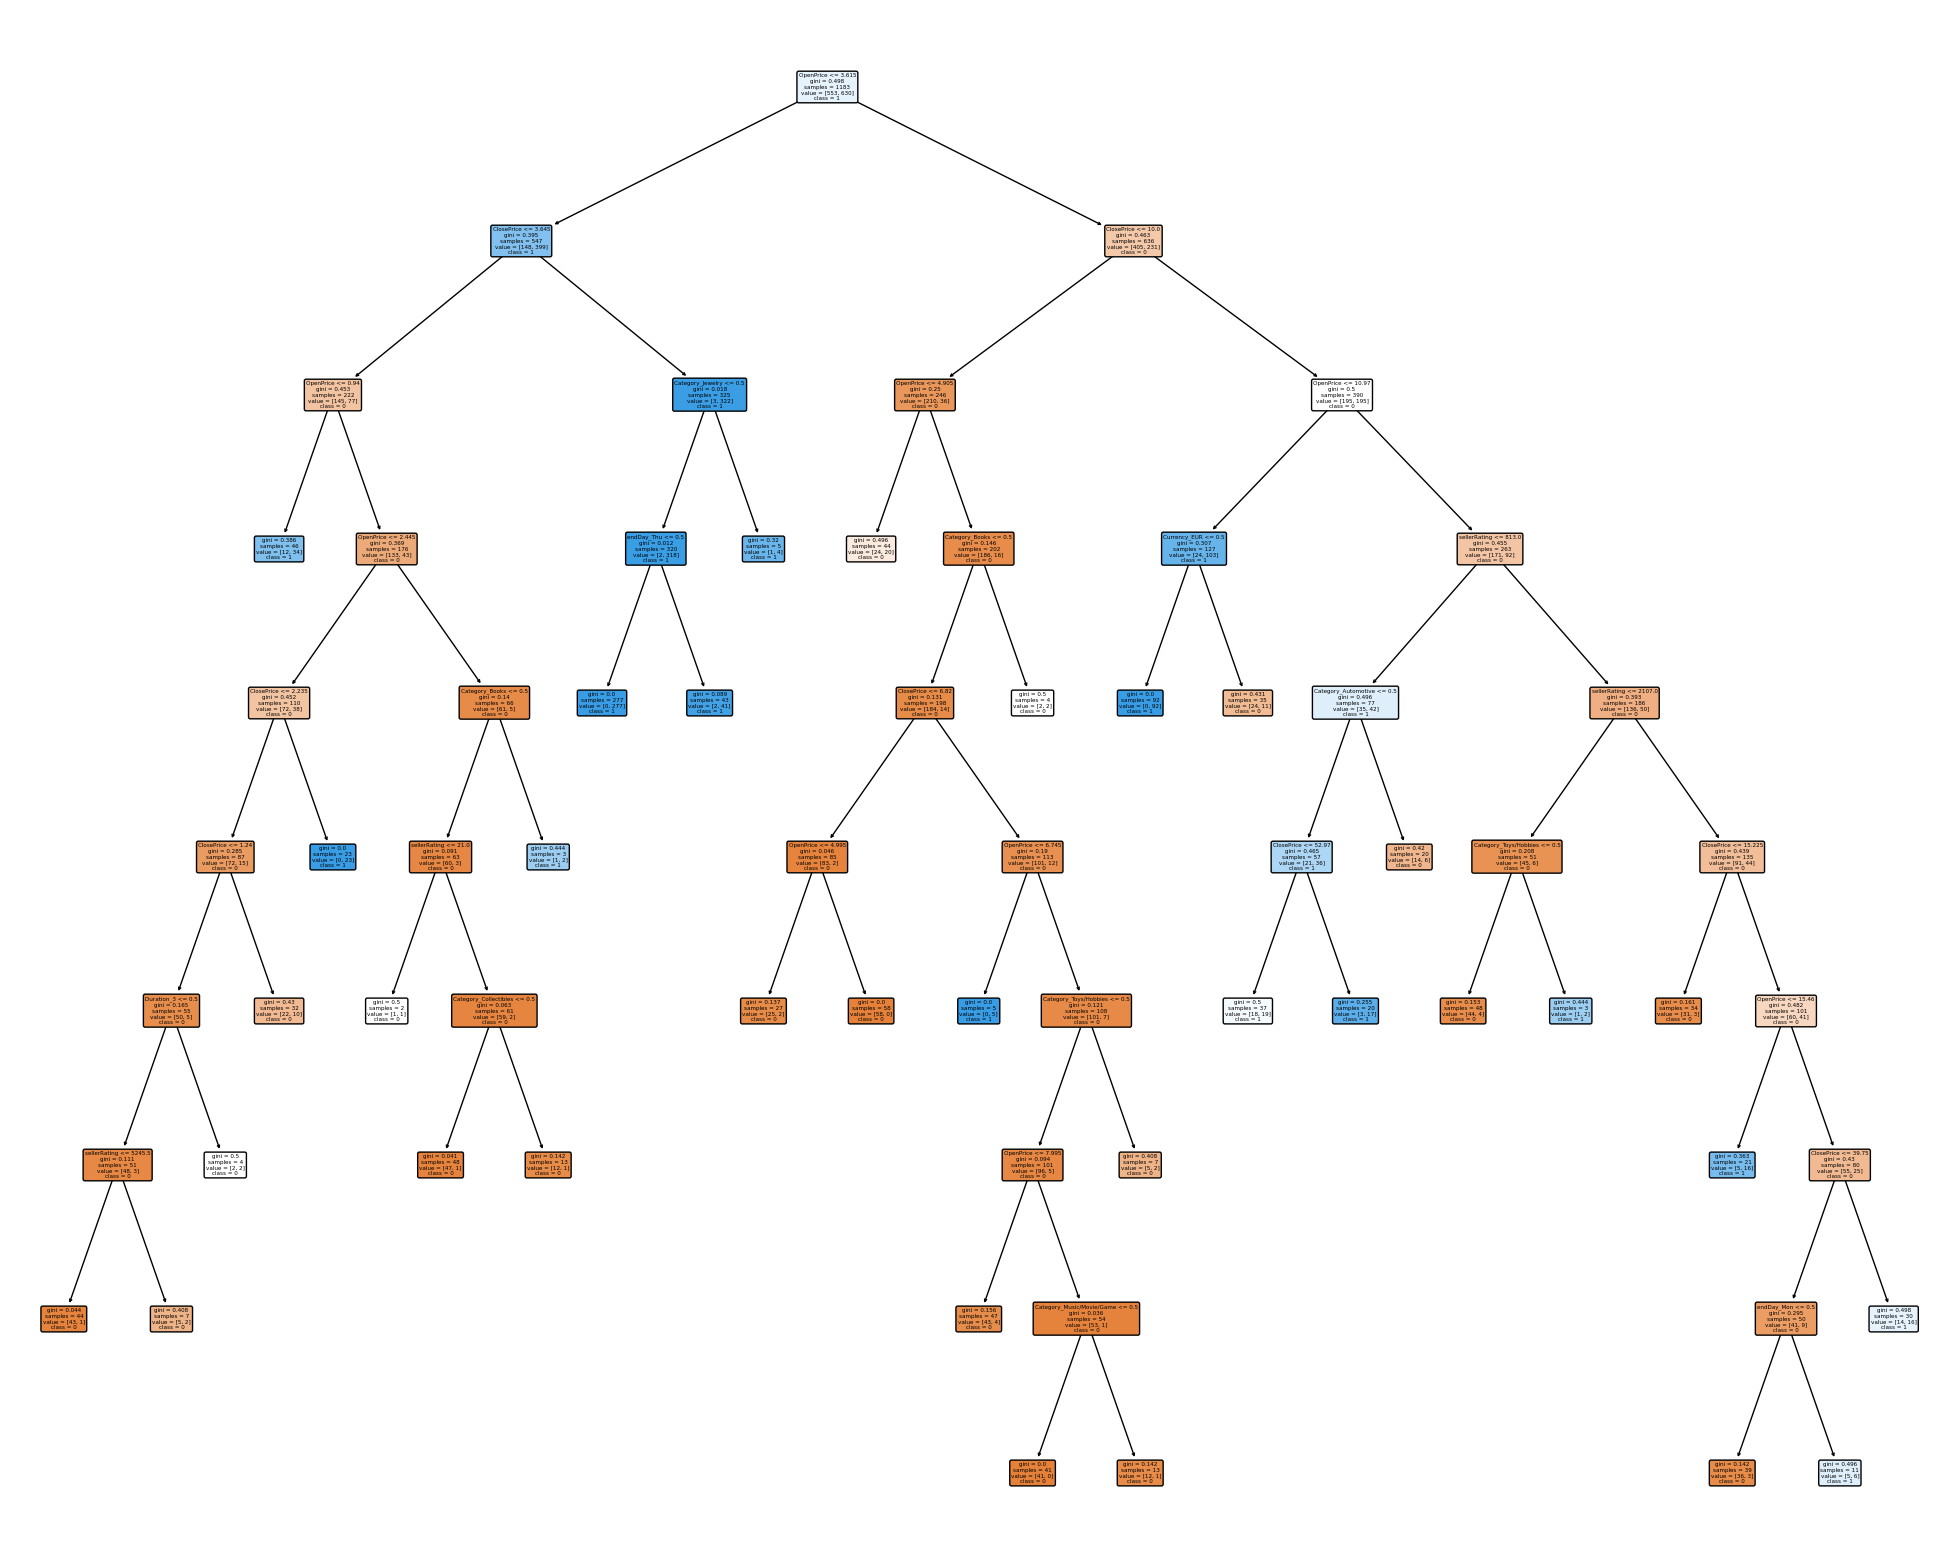 OpenPrice <= 3.615
gini = 0.498
samples = 1183
value = [553, 630]
class = 1
ClosePrice <= 3.645
gini = 0.395
samples = 547
value = [148, 399]
class = 1
ClosePrice <= 10.0
gini = 0.463
samples = 636
value = [405, 231]
class = 0
OpenPrice <= 0.94
gini = 0.453
samples = 222
value = [145, 77]
class = 0
Category_Jewelry <= 0.5
gini = 0.018
samples = 325
value = [3, 322]
class = 1
OpenPrice <= 4.905
gini = 0.25
samples = 246
value = [210, 36]
class = 0
OpenPrice <= 10.97
gini = 0.5
samples = 390
value = [195, 195]
class = 0
gini = 0.386
samples = 46
value = [12, 34]
class = 1
OpenPrice <= 2.445
gini = 0.369
samples = 176
value = [133, 43]
class = 0
endDay_Thu <= 0.5
gini = 0.012
samples = 320
value = [2, 318]
class = 1
gini = 0.32
samples = 5
value = [1, 4]
class = 1
gini = 0.496
samples = 44
value = [24, 20]
class = 0
Category_Books <= 0.5
gini = 0.146
samples = 202
value = [186, 16]
class = 0
Currency_EUR <= 0.5
gini = 0.307
samples = 127
value = [24, 103]
class = 1
sellerRating <= 813.0
gini = 0.455
samples = 263
value = [171, 92]
class = 0
ClosePrice <= 2.235
gini = 0.452
samples = 110
value = [72, 38]
class = 0
Category_Books <= 0.5
gini = 0.14
samples = 66
value = [61, 5]
class = 0
gini = 0.0
samples = 277
value = [0, 277]
class = 1
gini = 0.089
samples = 43
value = [2, 41]
class = 1
ClosePrice <= 6.82
gini = 0.131
samples = 198
value = [184, 14]
class = 0
gini = 0.5
samples = 4
value = [2, 2]
class = 0
gini = 0.0
samples = 92
value = [0, 92]
class = 1
gini = 0.431
samples = 35
value = [24, 11]
class = 0
Category_Automotive <= 0.5
gini = 0.496
samples = 77
value = [35, 42]
class = 1
sellerRating <= 2107.0
gini = 0.393
samples = 186
value = [136, 50]
class = 0
ClosePrice <= 1.24
gini = 0.285
samples = 87
value = [72, 15]
class = 0
gini = 0.0
samples = 23
value = [0, 23]
class = 1
sellerRating <= 21.0
gini = 0.091
samples = 63
value = [60, 3]
class = 0
gini = 0.444
samples = 3
value = [1, 2]
class = 1
OpenPrice <= 4.995
gini = 0.046
samples = 85
value = [83, 2]
class = 0
OpenPrice <= 6.745
gini = 0.19
samples = 113
value = [101, 12]
class = 0
ClosePrice <= 52.97
gini = 0.465
samples = 57
value = [21, 36]
class = 1
gini = 0.42
samples = 20
value = [14, 6]
class = 0
Category_Toys/Hobbies <= 0.5
gini = 0.208
samples = 51
value = [45, 6]
class = 0
ClosePrice <= 15.225
gini = 0.439
samples = 135
value = [91, 44]
class = 0
Duration_3 <= 0.5
gini = 0.165
samples = 55
value = [50, 5]
class = 0
gini = 0.43
samples = 32
value = [22, 10]
class = 0
gini = 0.5
samples = 2
value = [1, 1]
class = 0
Category_Collectibles <= 0.5
gini = 0.063
samples = 61
value = [59, 2]
class = 0
gini = 0.137
samples = 27
value = [25, 2]
class = 0
gini = 0.0
samples = 58
value = [58, 0]
class = 0
gini = 0.0
samples = 5
value = [0, 5]
class = 1
Category_Toys/Hobbies <= 0.5
gini = 0.121
samples = 108
value = [101, 7]
class = 0
gini = 0.5
samples = 37
value = [18, 19]
class = 1
gini = 0.255
samples = 20
value = [3, 17]
class = 1
gini = 0.153
samples = 48
value = [44, 4]
class = 0
gini = 0.444
samples = 3
value = [1, 2]
class = 1
gini = 0.161
samples = 34
value = [31, 3]
class = 0
OpenPrice <= 15.46
gini = 0.482
samples = 101
value = [60, 41]
class = 0
sellerRating <= 3245.5
gini = 0.111
samples = 51
value = [48, 3]
class = 0
gini = 0.5
samples = 4
value = [2, 2]
class = 0
gini = 0.041
samples = 48
value = [47, 1]
class = 0
gini = 0.142
samples = 13
value = [12, 1]
class = 0
OpenPrice <= 7.995
gini = 0.094
samples = 101
value = [96, 5]
class = 0
gini = 0.408
samples = 7
value = [5, 2]
class = 0
gini = 0.363
samples = 21
value = [5, 16]
class = 1
ClosePrice <= 39.75
gini = 0.43
samples = 80
value = [55, 25]
class = 0
gini = 0.044
samples = 44
value = [43, 1]
class = 0
gini = 0.408
samples = 7
value = [5, 2]
class = 0
gini = 0.156
samples = 47
value = [43, 4]
class = 0
Category_Music/Movie/Game <= 0.5
gini = 0.036
samples = 54
value = [53, 1]
class = 0
endDay_Mon <= 0.5
gini = 0.295
samples = 50
value = [41, 9]
class = 0
gini = 0.498
samples = 30
value = [14, 16]
class = 1
gini = 0.0
samples = 41
value = [41, 0]
class = 0
gini = 0.142
samples = 13
value = [12, 1]
class = 0
gini = 0.142
samples = 39
value = [36, 3]
class = 0
gini = 0.496
samples = 11
value = [5, 6]
class = 1